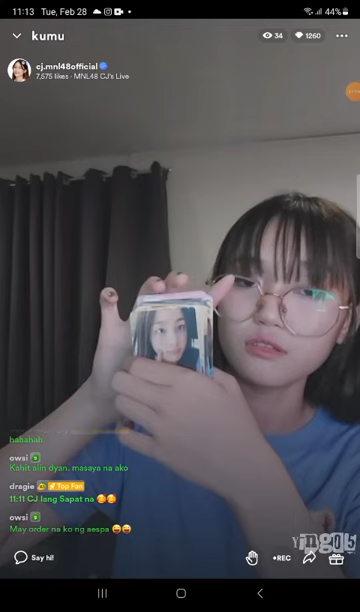 11:13 Tue, Feb 28
44%
kumu
34
1260
cj.mnl48official
7,575 likes · MNL48 CJ's Live
hahahah
owsi
Kahit alin dyan. masaya na ako
dragie Top Fan
11:11 CJ lang Sapat na 🥰🥰
owsi
May order na ko ng aespa 😝😝
Say hi!
•REC